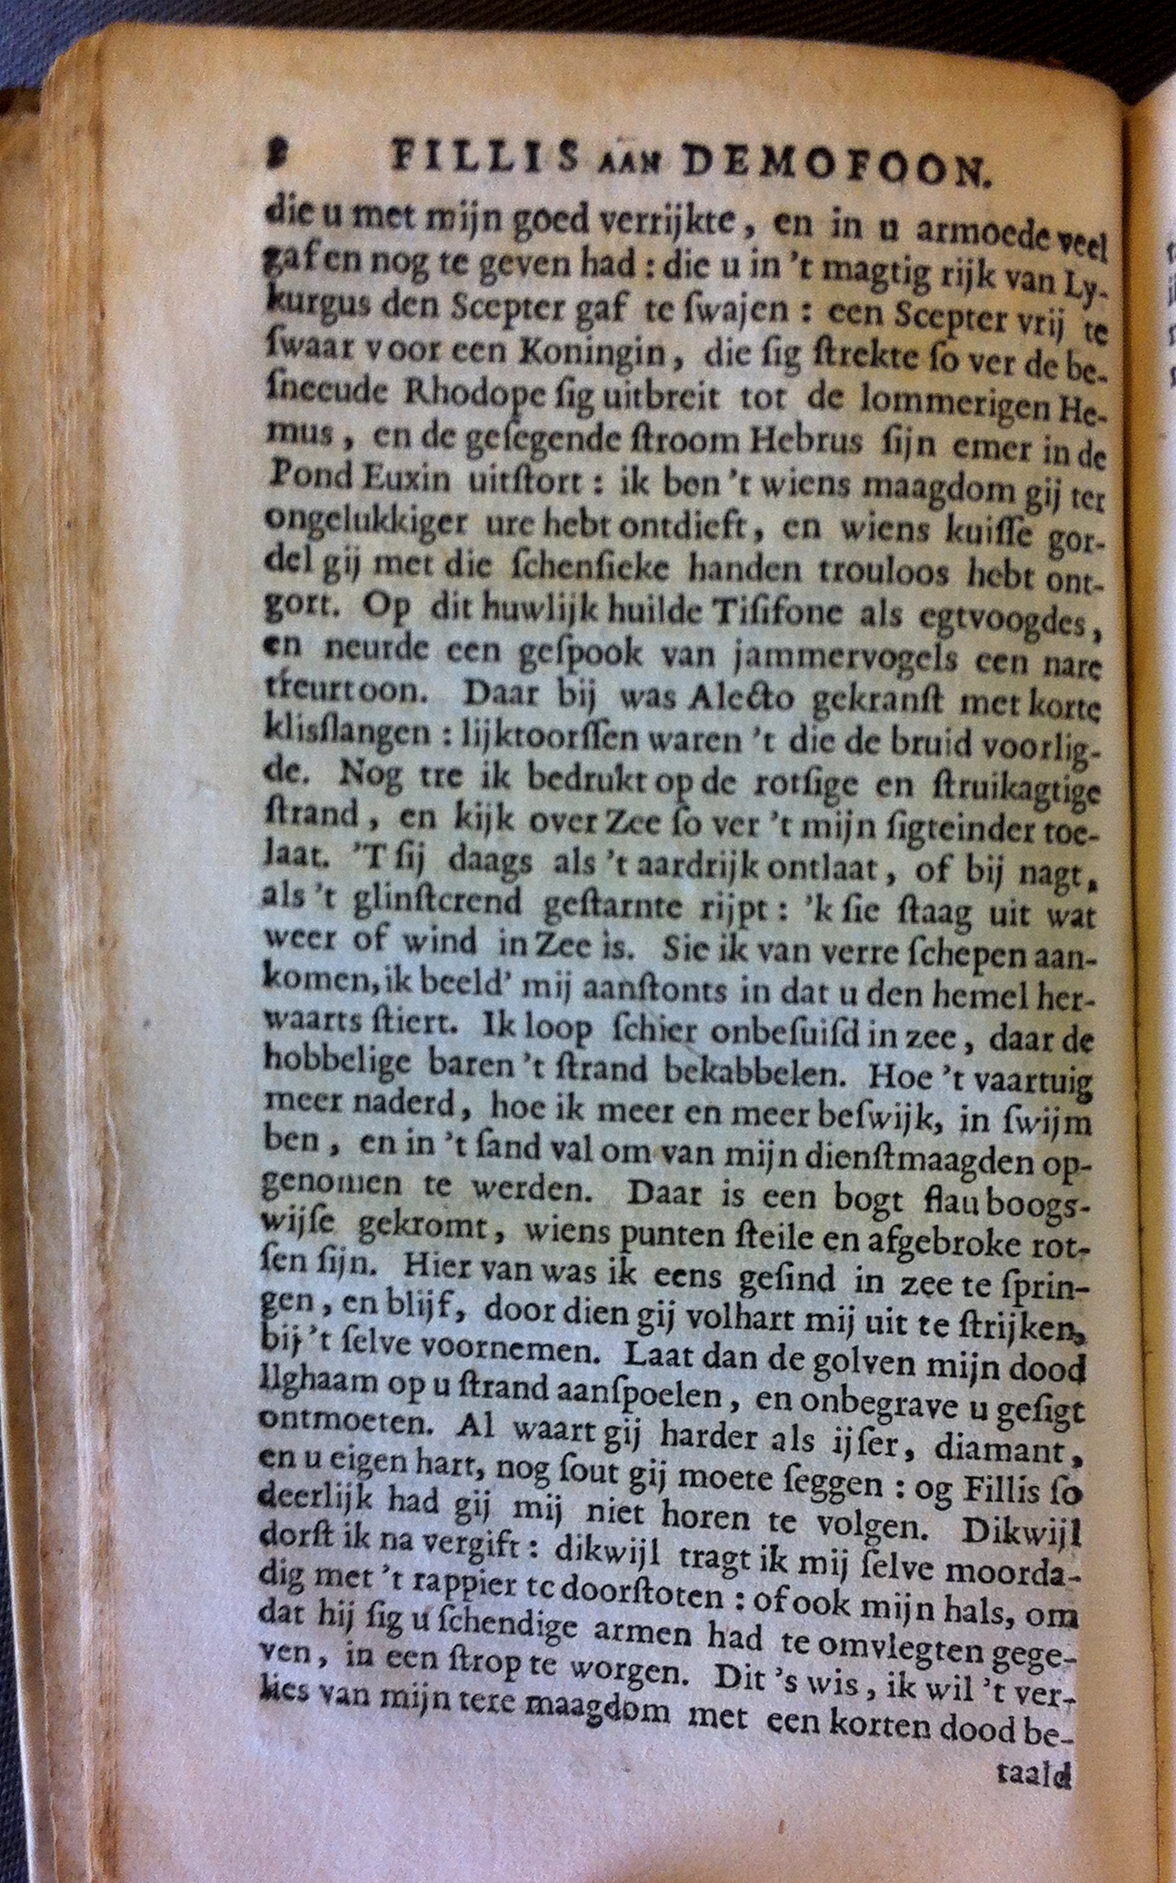 8 FILLIS AAN DEMOFOON.
die u met mijn goed verrijkte, en in u armoede veel
gaf en nog te geven had : die u in 't magtig rijk van Ly-
kurgus den Scepter gaf te ſwajen : een Scepter vrij te
ſwaar voor een Koningin, die ſig ſtrekte ſo ver de be-
ſneeude Rhodope ſig uitbreit tot de lommerigen He-
mus, en de geſegende ſtroom Hebrus ſijn emer in de
Pond Euxin uitſtort : ik ben 't wiens maagdom gij ter
ongelukkiger ure hebt ontdieft, en wiens kuiſſe gor-
del gij met die ſchenſieke handen trouloos hebt ont-
gort. Op dit huwlijk huilde Tiſifone als egtvoogdes,
en neurde een geſpook van jammervogels een nare
treurtoon. Daar bij was Alecto gekranſt met korte
klisſlangen : lijktoorſſen waren 't die de bruid voorlig-
de. Nog tre ik bedrukt op de rotſige en ſtruikagtige
ſtrand, en kijk over Zee ſo ver 't mijn ſigteinder toe-
laat. 'T ſij daags als 't aardrijk ontlaat, of bij nagt,
als 't glinſterend geſtarnte rijpt : 'k ſie ſtaag uit wat
weer of wind in Zee is. Sie ik van verre ſchepen aan-
komen, ik beeld' mij aanſtonts in dat u den hemel her-
waarts ſtiert. Ik loop ſchier onbeſuiſd in zee, daar de
hobbelige baren 't ſtrand bekabbelen. Hoe 't vaartuig
meer naderd, hoe ik meer en meer beſwijk, in ſwijm
ben, en in 't ſand val om van mijn dienſtmaagden op-
genomen te werden. Daar is een bogt flau boogs-
wijſe gekromt, wiens punten ſteile en afgebroke rot-
ſen ſijn. Hier van was ik eens geſind in zee te ſprin-
gen, en blijf, door dien gij volhart mij uit te ſtrijken,
bij 't ſelve voornemen. Laat dan de golven mijn dood
llghaam op u ſtrand aanſpoelen, en onbegrave u geſigt
ontmoeten. Al waart gij harder als ijſer, diamant,
en u eigen hart, nog ſout gij moete ſeggen : og Fillis ſo
deerlijk had gij mij niet horen te volgen. Dikwijl
dorſt ik na vergift : dikwijl tragt ik mij ſelve moorda-
dig met 't rappier te doorſtoten : of ook mijn hals, om
dat hij ſig u ſchendige armen had te omvlegten gege-
ven, in een ſtrop te worgen. Dit 's wis, ik wil 't ver-
lies van mijn tere maagdom met een korten dood be-
taald